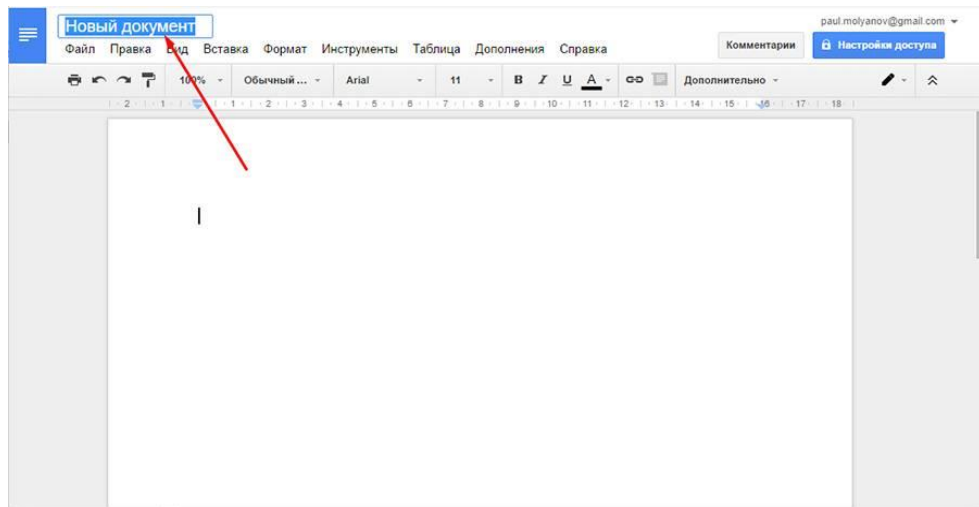 Новый документ
paul.molyanov@gmail.com
Файл Правка Вид Вставка Формат Инструменты Таблица Дополнения Справка
Комментарии Настройки доступа
100% Обычный ... Arial 11 B I U A Дополнительно
2 1 1 2 3 4 5 6 7 8 9 10 11 12 13 14 15 16 17 18